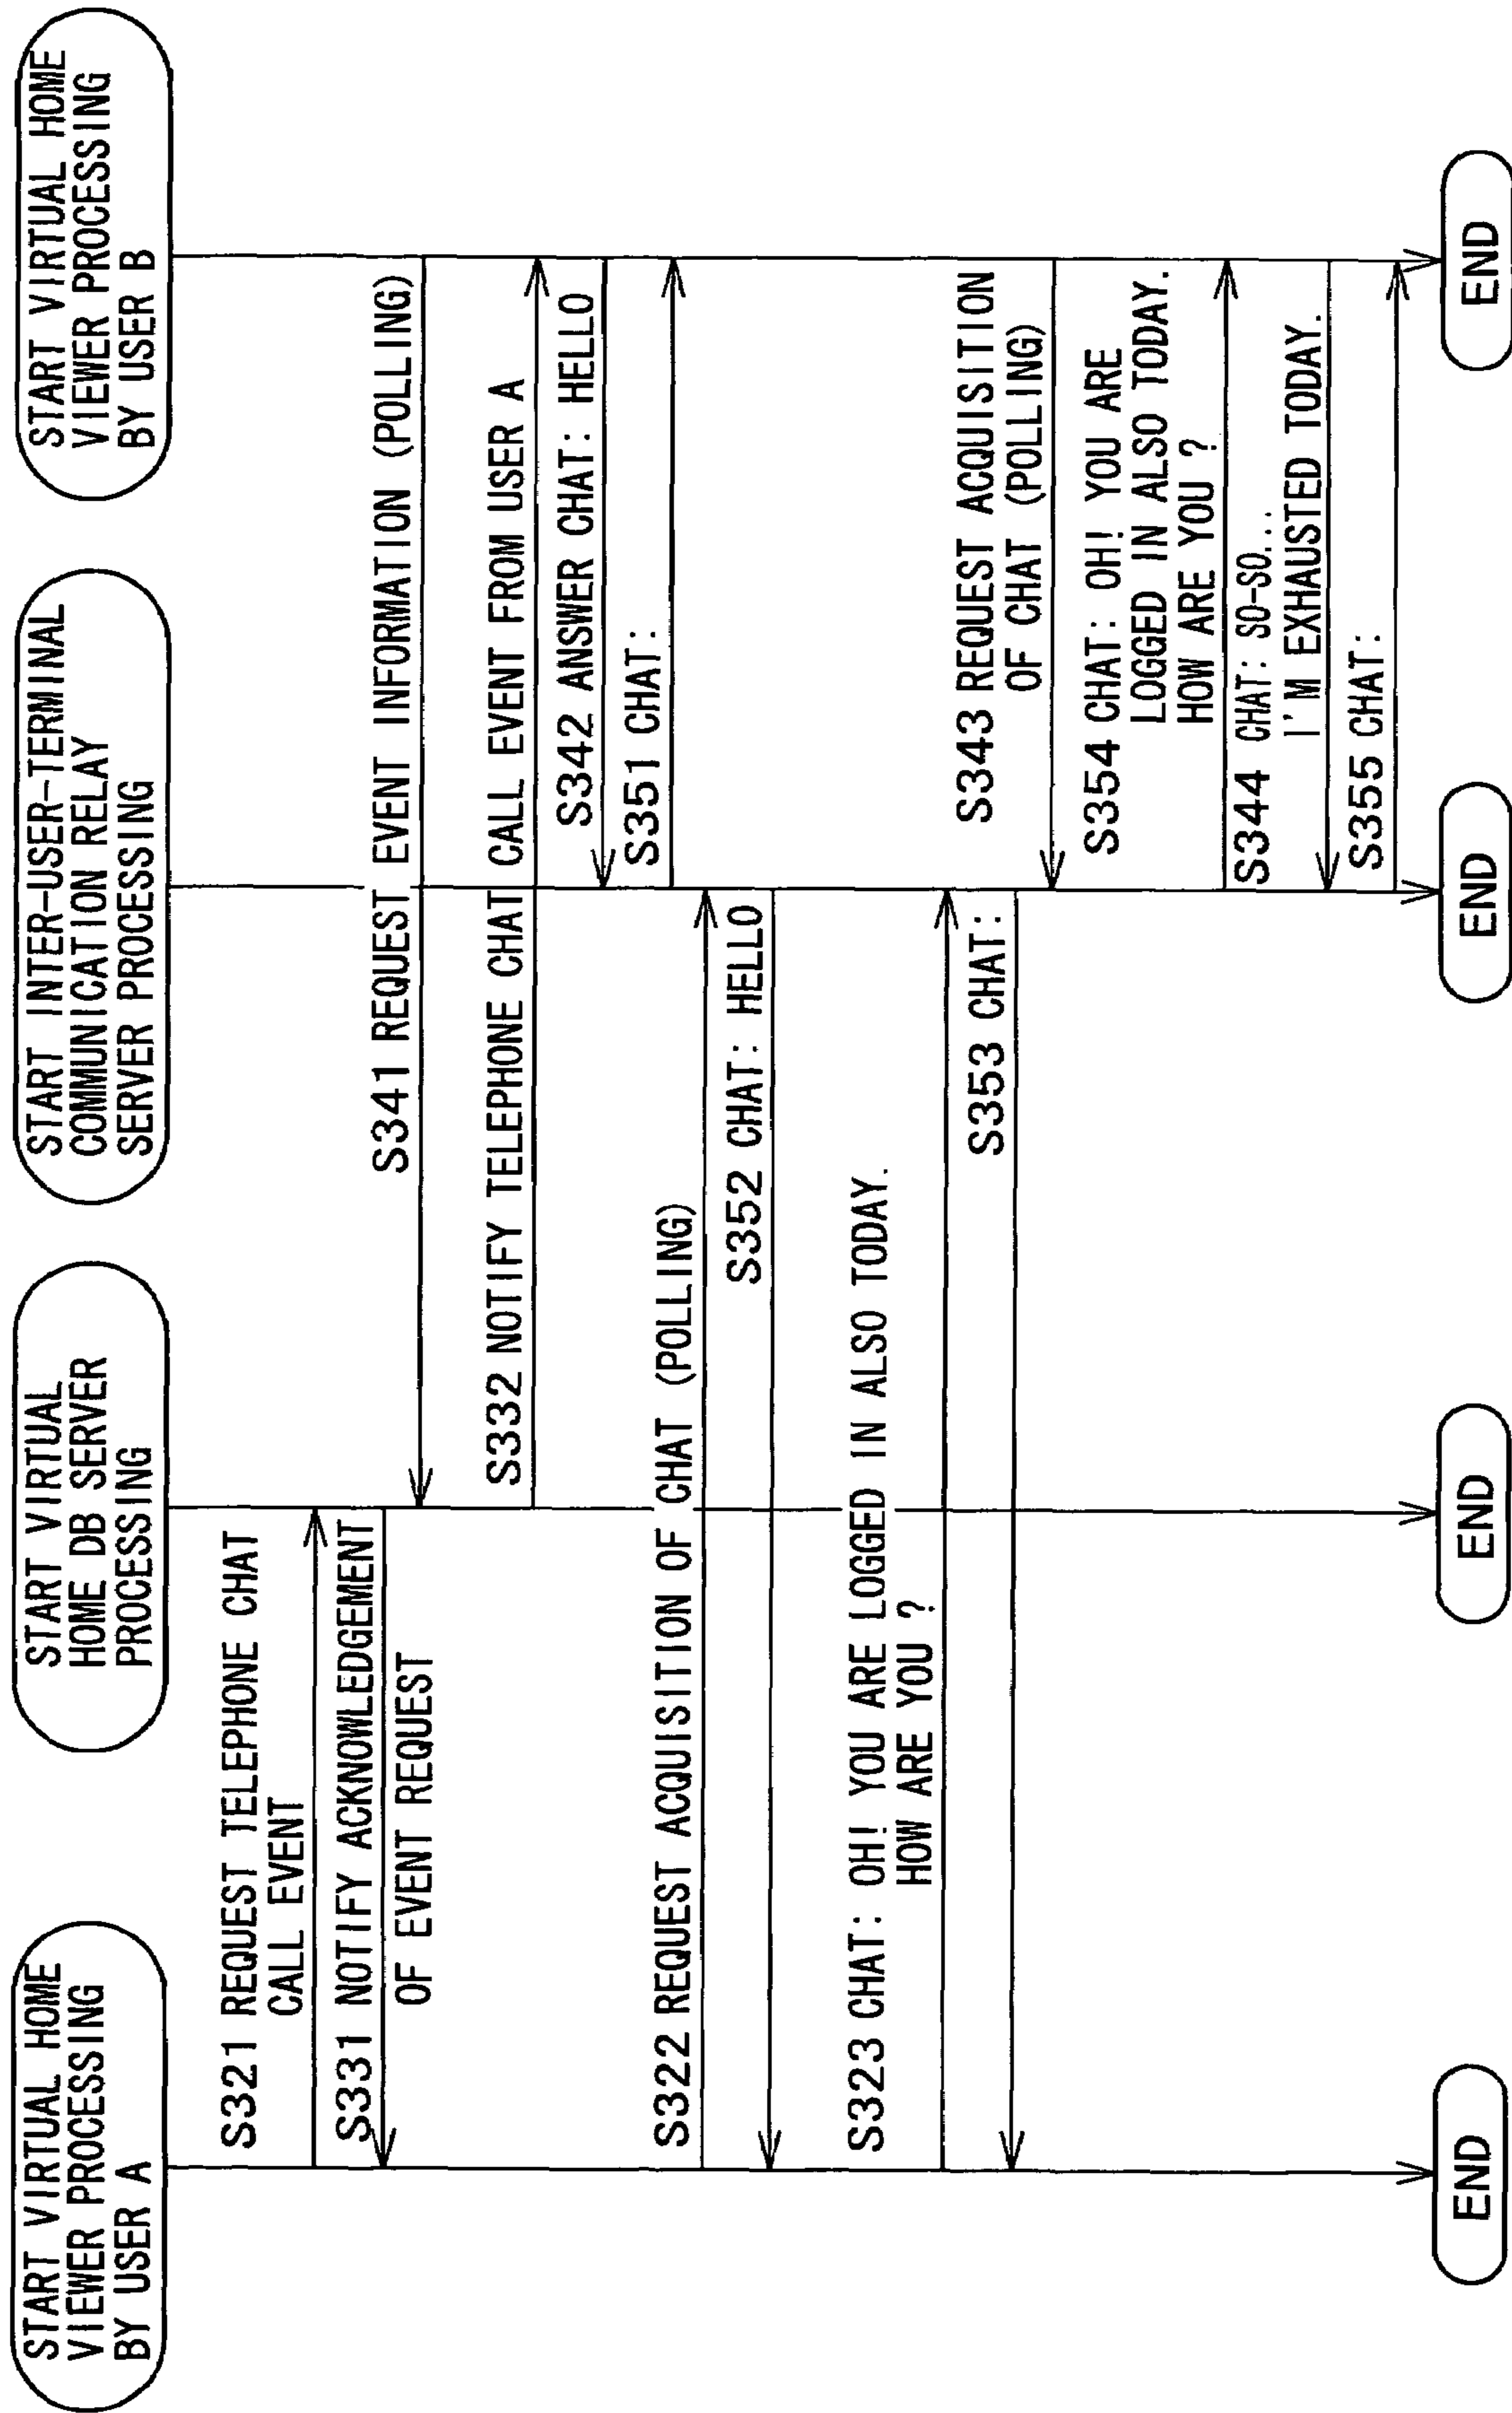 START VIRTUAL HOME
VIEWER PROCESSING
BY USER A
START VIRTUAL
HOME DB SERVER
PROCESSING
START INTER-USER-TERMINAL
COMMUNICATION RELAY
SERVER PROCESSING
START VIRTUAL HOME
VIEWER PROCESSING
BY USER B
S321 REQUEST TELEPHONE CHAT
CALL EVENT
S331 NOTIFY ACKNOWLEDGEMENT
OF EVENT REQUEST
S341 REQUEST EVENT INFORMATION (POLLING)
S332 NOTIFY TELEPHONE CHAT CALL EVENT FROM USER A
S342 ANSWER CHAT: HELLO
S351 CHAT:
S322 REQUEST ACQUISITION OF CHAT (POLLING)
S352 CHAT: HELLO
S323 CHAT: OH! YOU ARE LOGGED IN ALSO TODAY.
HOW ARE YOU ?
S353 CHAT:
S343 REQUEST ACQUISITION
OF CHAT (POLLING)
S354 CHAT: OH! YOU ARE
LOGGED IN ALSO TODAY.
HOW ARE YOU ?
S344 CHAT: SO-SO...
I'M EXHAUSTED TODAY.
S355 CHAT:
END
END
END
END